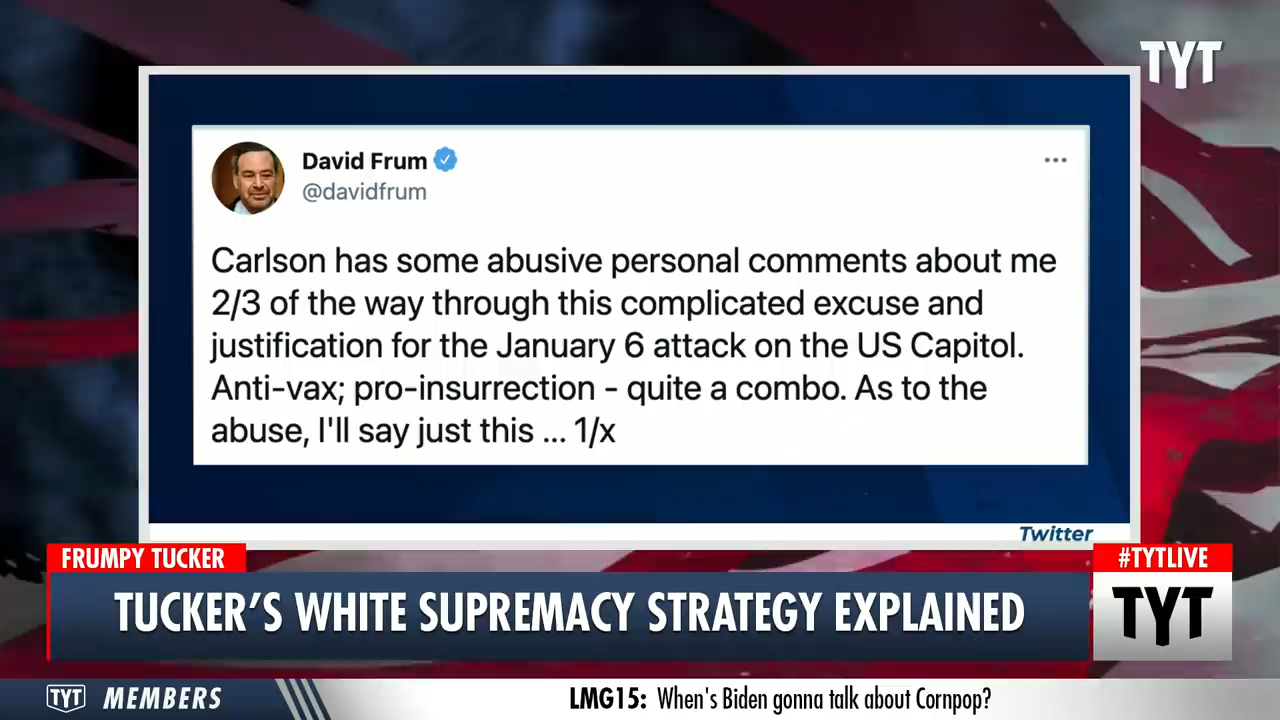 TYT
David Frum
@davidfrum
Carlson has some abusive personal comments about me
2/3 of the way through this complicated excuse and
justification for the January 6 attack on the US Capitol.
Anti-vax; pro-insurrection - quite a combo. As to the
abuse, I'll say just this ... 1/x
Twitter
FRUMPY TUCKER
#TYTLIVE
TUCKER'S WHITE SUPREMACY STRATEGY EXPLAINED
TYT
TYT MEMBERS
LMG15: When's Biden gonna talk about Cornpop?